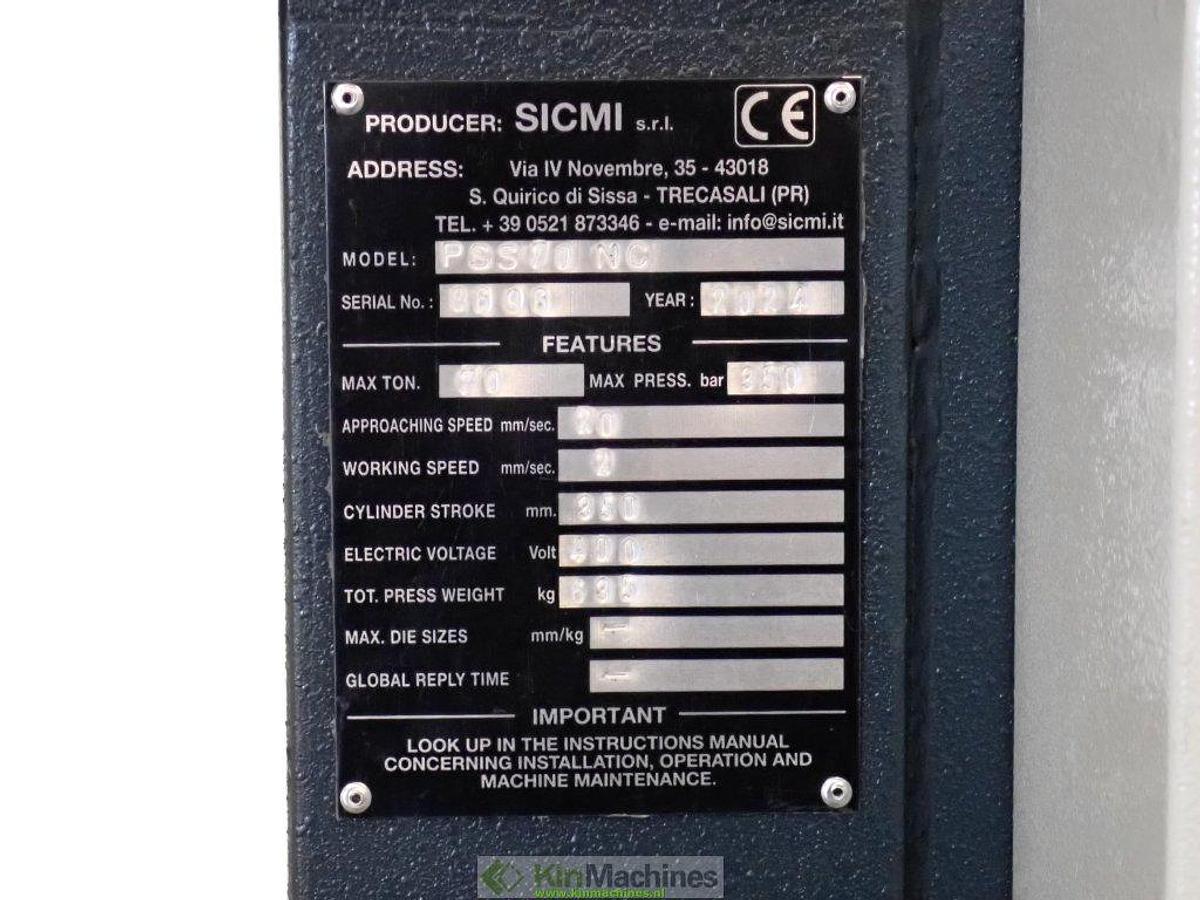 PRODUCER: SICMI s.r.l. CE
ADDRESS: Via IV Novembre, 35 - 43018
S. Quirico di Sissa - TRECASALI (PR)
TEL. + 39 0521 873346 - e-mail: info@sicmi.it
MODEL: PSS70 NC
SERIAL No.: YEAR: 2024
FEATURES
MAX TON. 70 MAX PRESS. bar 350
APPROACHING SPEED mm/sec. 20
WORKING SPEED mm/sec. 2
CYLINDER STROKE mm. 350
ELECTRIC VOLTAGE Volt 400
TOT. PRESS WEIGHT kg
MAX. DIE SIZES mm/kg —
GLOBAL REPLY TIME —
IMPORTANT
LOOK UP IN THE INSTRUCTIONS MANUAL
CONCERNING INSTALLATION, OPERATION AND
MACHINE MAINTENANCE.
KinMachines
www.kinmachines.nl